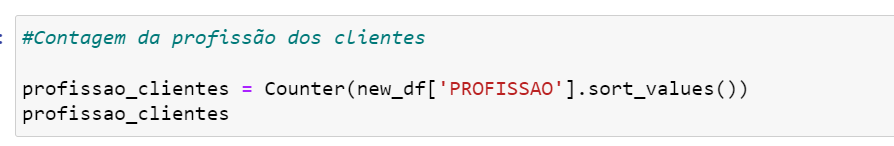 #Contagem da profissão dos clientes
profissao_clientes = Counter(new_df['PROFISSAO'].sort_values())
profissao_clientes